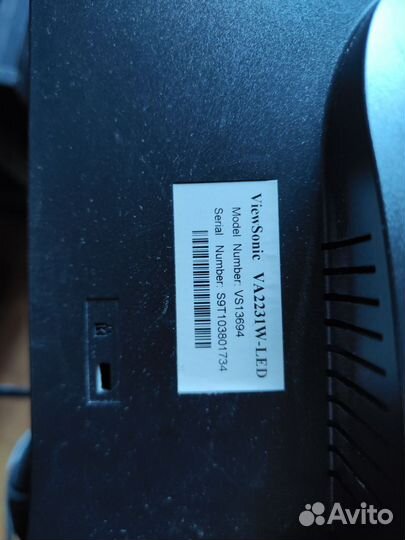 ViewSonic VA2231W-LED
Model Number: VS13694
Serial Number: S9T103801734
Avito